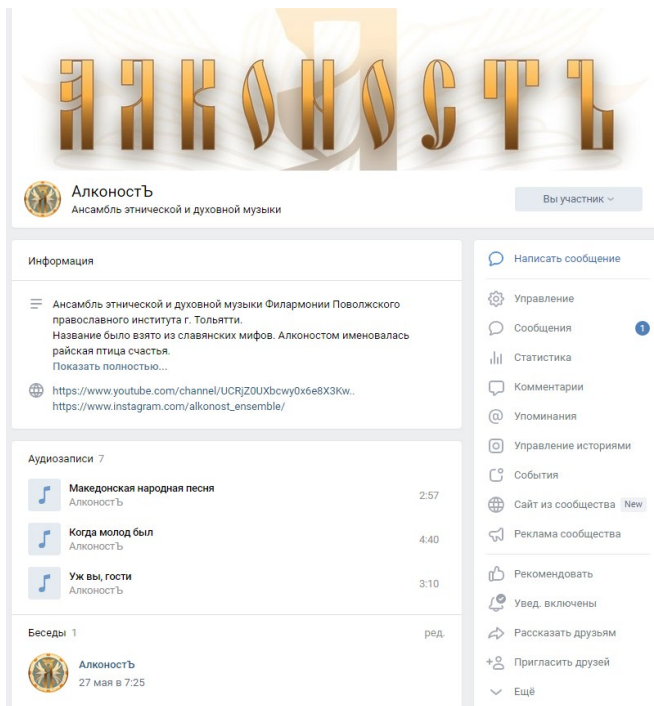 АЛКОНОСТЪ
АлконостЪ
Ансамбль этнической и духовной музыки
Вы участник
Информация
Ансамбль этнической и духовной музыки Филармонии Поволжского
православного института г. Тольятти.
Название было взято из славянских мифов. Алконостом именовалась
райская птица счастья.
Показать полностью...
https://www.youtube.com/channel/UCRjZ0UXbcwy0x6e8X3Kw..
https://www.instagram.com/alkonost_ensemble/
Аудиозаписи 7
Македонская народная песня
АлконостЪ
2:57
Когда молод был
АлконостЪ
4:40
Уж вы, гости
АлконостЪ
3:10
Беседы 1
ред.
АлконостЪ
27 мая в 7:25
Написать сообщение
Управление
Сообщения 1
Статистика
Комментарии
Упоминания
Управление историями
События
Сайт из сообщества New
Реклама сообщества
Рекомендовать
Увед. включены
Рассказать друзьям
Пригласить друзей
Ещё